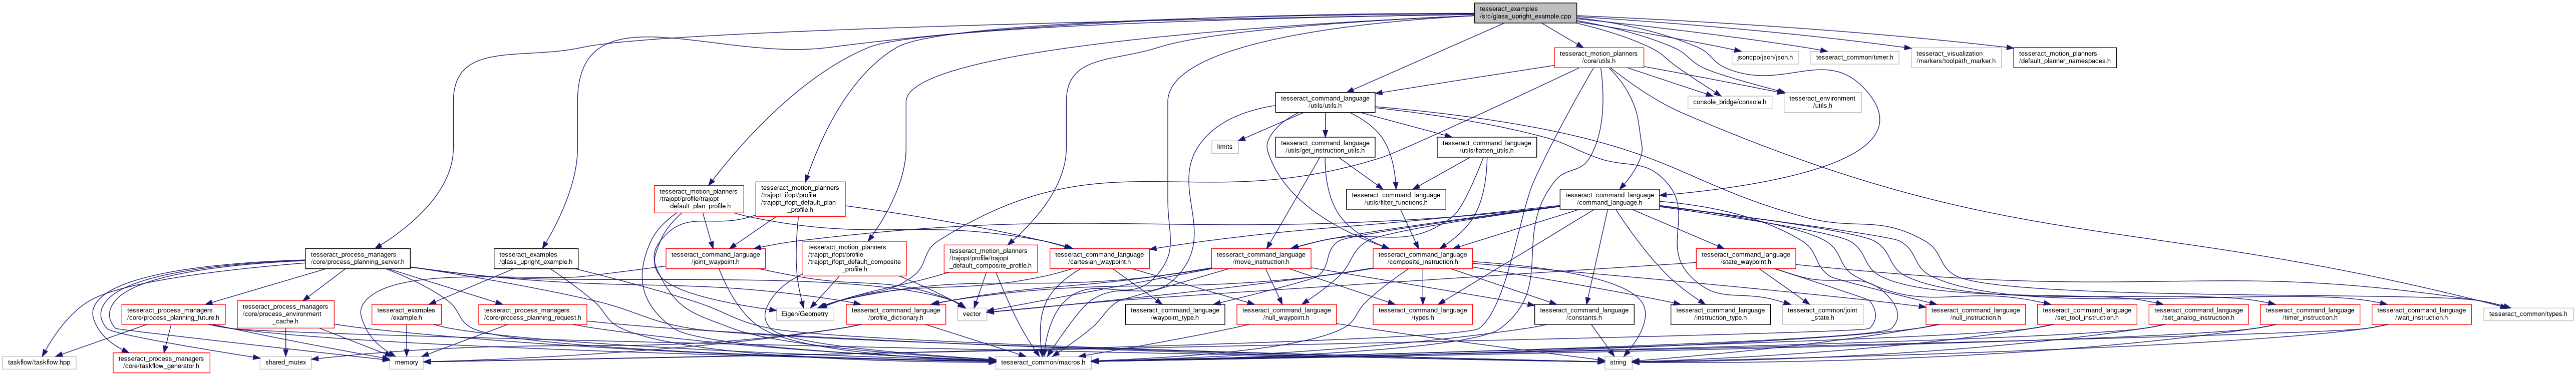 tesseract_examples
/src/glass_upright_example.cpp
tesseract_motion_planners
/core/utils.h
jsoncpp/json/json.h
tesseract_common/timer.h
tesseract_visualization
/markers/toolpath_marker.h
tesseract_motion_planners
/default_planner_namespaces.h
tesseract_command_language
/utils/utils.h
console_bridge/console.h
tesseract_environment
/utils.h
limits
tesseract_command_language
/utils/get_instruction_utils.h
tesseract_command_language
/utils/flatten_utils.h
tesseract_motion_planners
/trajopt/profile/trajopt
_default_plan_profile.h
tesseract_motion_planners
/trajopt_ifopt/profile
/trajopt_ifopt_default_plan
_profile.h
tesseract_command_language
/utils/filter_functions.h
tesseract_command_language
/command_language.h
tesseract_process_managers
/core/process_planning_server.h
tesseract_examples
/glass_upright_example.h
tesseract_command_language
/joint_waypoint.h
tesseract_motion_planners
/trajopt_ifopt/profile
/trajopt_ifopt_default_composite
_profile.h
tesseract_motion_planners
/trajopt/profile/trajopt
_default_composite_profile.h
tesseract_command_language
/cartesian_waypoint.h
tesseract_command_language
/move_instruction.h
tesseract_command_language
/composite_instruction.h
tesseract_command_language
/state_waypoint.h
tesseract_process_managers
/core/process_planning_future.h
tesseract_process_managers
/core/process_environment
_cache.h
tesseract_examples
/example.h
tesseract_process_managers
/core/process_planning_request.h
Eigen/Geometry
tesseract_command_language
/profile_dictionary.h
vector
tesseract_command_language
/waypoint_type.h
tesseract_command_language
/null_waypoint.h
tesseract_command_language
/types.h
tesseract_command_language
/constants.h
tesseract_command_language
/instruction_type.h
tesseract_common/joint
_state.h
tesseract_command_language
/null_instruction.h
tesseract_command_language
/set_tool_instruction.h
tesseract_command_language
/set_analog_instruction.h
tesseract_command_language
/timer_instruction.h
tesseract_command_language
/wait_instruction.h
tesseract_common/types.h
taskflow/taskflow.hpp
tesseract_process_managers
/core/taskflow_generator.h
shared_mutex
memory
tesseract_common/macros.h
string